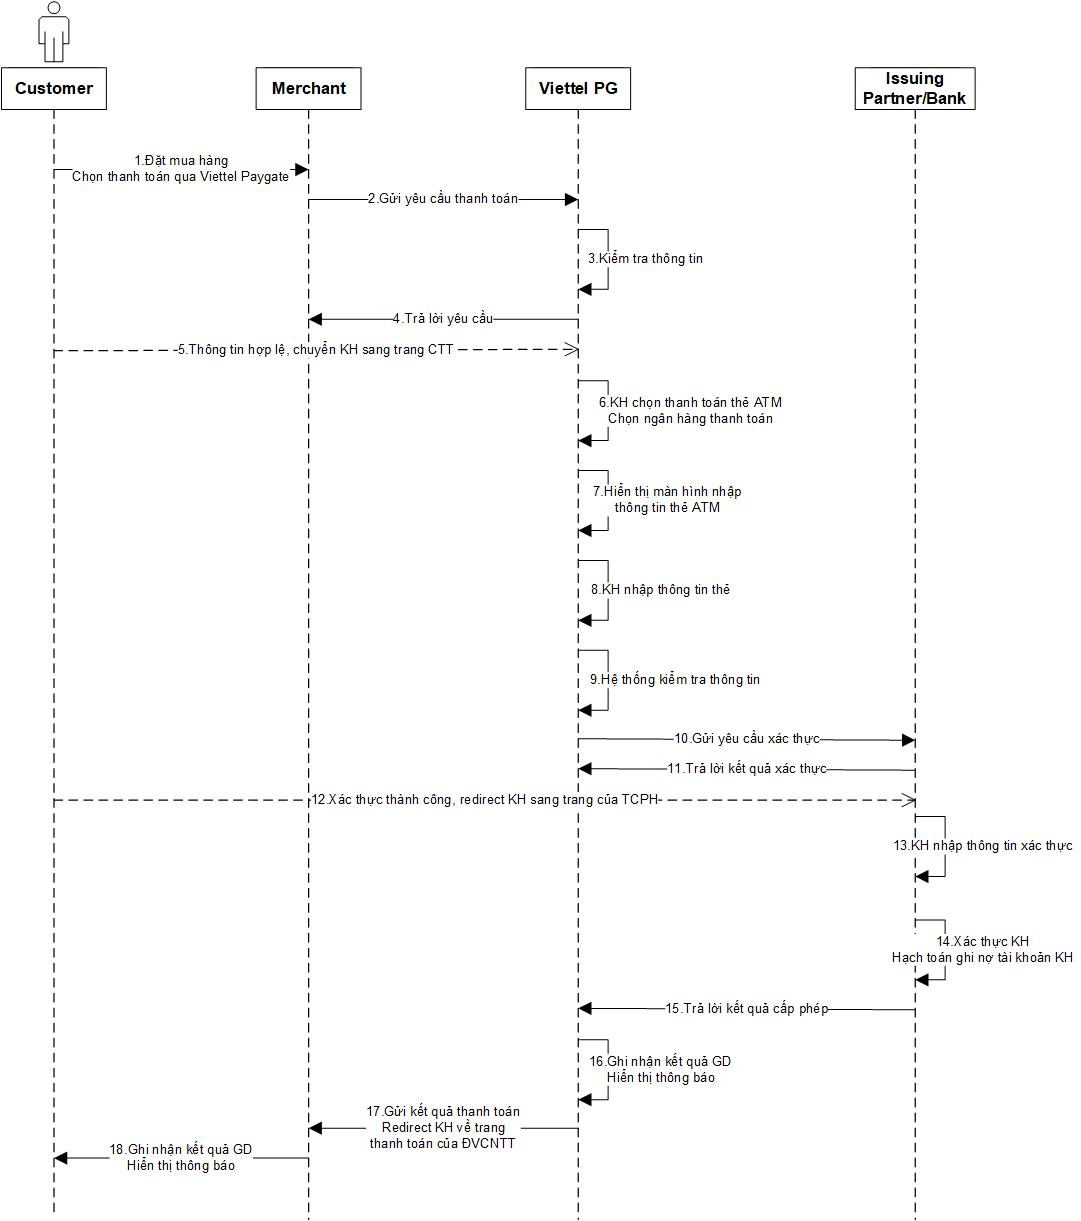 Customer
Merchant
Viettel PG
Issuing
Partner/Bank
1.Đặt mua hàng
Chọn thanh toán qua Viettel Paygate
2.Gửi yêu cầu thanh toán
3.Kiểm tra thông tin
4.Trả lời yêu cầu
5.Thông tin hợp lệ, chuyển KH sang trang CTT
6.KH chọn thanh toán thẻ ATM
Chọn ngân hàng thanh toán
7.Hiển thị màn hình nhập
thông tin thẻ ATM
8.KH nhập thông tin thẻ
9.Hệ thống kiểm tra thông tin
10.Gửi yêu cầu xác thực
11.Trả lời kết quả xác thực
12.Xác thực thành công, redirect KH sang trang của TCPH
13.KH nhập thông tin xác thực
14.Xác thực KH
Hạch toán ghi nợ tài khoản KH
15.Trả lời kết quả cấp phép
16.Ghi nhận kết quả GD
Hiển thị thông báo
17.Gửi kết quả thanh toán
Redirect KH về trang
thanh toán của ĐVCNTT
18.Ghi nhận kết quả GD
Hiển thị thông báo